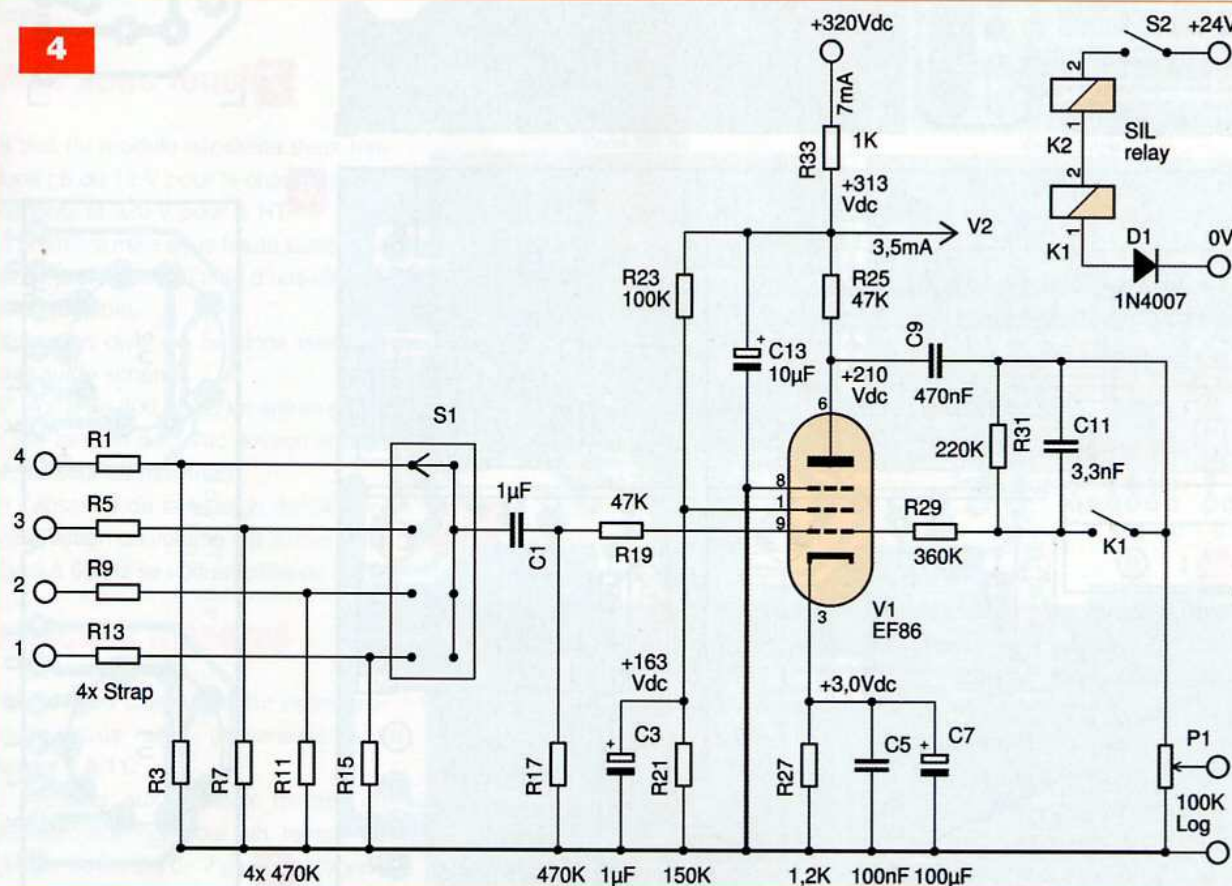 4
+320Vdc
7mA
R33
1K
+313
Vdc
3,5mA
V2
S2
+24V
2
1
K2
SIL
relay
2
1
K1
D1
0V
1N4007
R23
100K
R25
47K
C13
+
10µF
+210
Vdc
C9
470nF
R31
220K
C11
3,3nF
K1
R29
360K
6
8
1
9
3
V1
EF86
S1
4
R1
3
R5
2
R9
1
R13
4x Strap
1µF
C1
47K
R19
+163
Vdc
+3,0Vdc
R3
R7
R11
R15
R17
+
C3
R21
R27
C5
+
C7
P1
100K
Log
4x 470K
470K
1µF
150K
1,2K
100nF
100µF